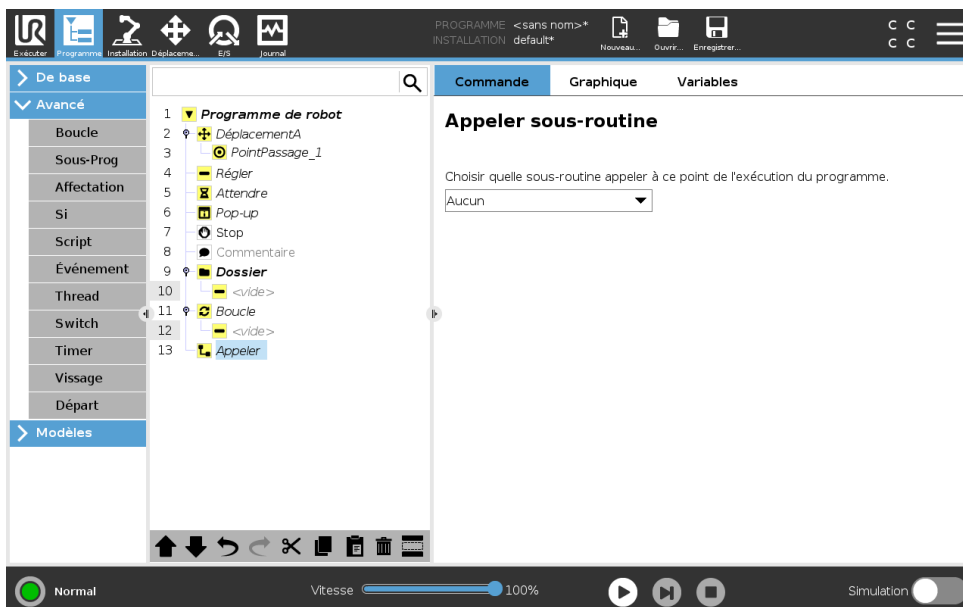 UR
Exécuter
Programme
Installation
Déplaceme...
E/S
Journal
PROGRAMME <sans nom>*
INSTALLATION default*
Nouveau...
Ouvrir...
Enregistrer...
C C
C C
De base
Avancé
Boucle
Sous-Prog
Affectation
Si
Script
Événement
Thread
Switch
Timer
Vissage
Départ
Modèles
1 Programme de robot
2 DéplacementA
3 PointPassage_1
4 Régler
5 Attendre
6 Pop-up
7 Stop
8 Commentaire
9 Dossier
10 <vide>
11 Boucle
12 <vide>
13 Appeler
Commande
Graphique
Variables
Appeler sous-routine
Choisir quelle sous-routine appeler à ce point de l'exécution du programme.
Aucun
Normal
Vitesse
100%
Simulation